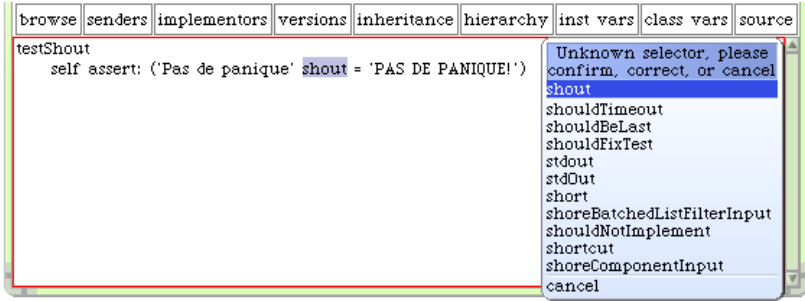 browse senders implementors versions inheritance hierarchy inst vars class vars source
testShout
self assert: ('Pas de panique' shout = 'PAS DE PANIQUE!')
Unknown selector, please
confirm, correct, or cancel
shout
shouldTimeout
shouldBeLast
shouldFixTest
stdout
stdOut
short
shoreBatchedListFilterInput
shouldNotImplement
shortcut
shoreComponentInput
cancel